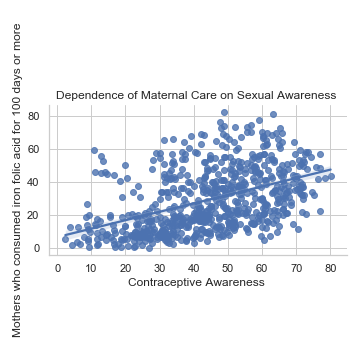 Dependence of Maternal Care on Sexual Awareness
Mothers who consumed iron folic acid for 100 days or more
80
60
40
20
0
0 10 20 30 40 50 60 70 80
Contraceptive Awareness